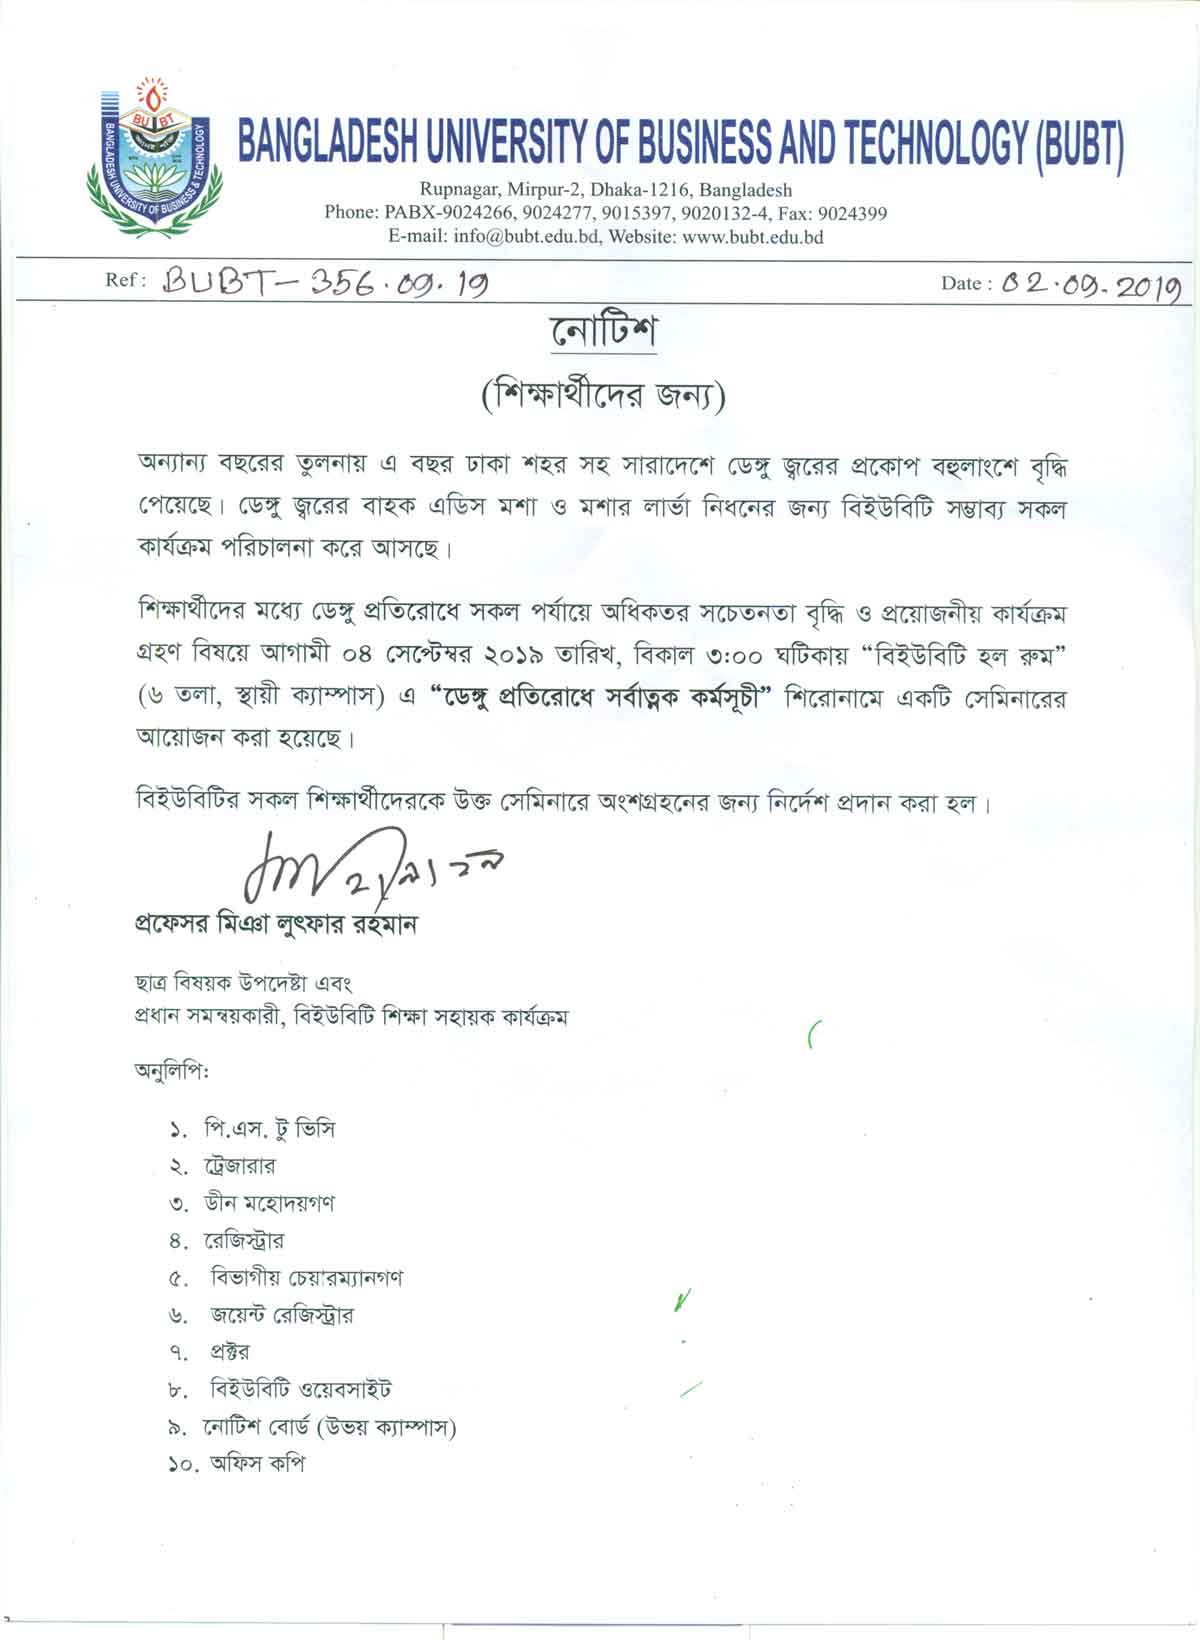 BANGLADESH UNIVERSITY OF BUSINESS AND TECHNOLOGY (BUBT)
Rupnagar, Mirpur-2, Dhaka-1216, Bangladesh
Phone: PABX-9024266, 9024277, 9015397, 9020132-4, Fax: 9024399
E-mail: info@bubt.edu.bd, Website: www.bubt.edu.bd
BU BT
BANGLADESH UNIVERSITY OF BUSINESS & TECHNOLOGY
Ref : BUBT-356.09.19 Date : 02.09.2019
নোটিশ
(শিক্ষার্থীদের জন্য)
অন্যান্য বছরের তুলনায় এ বছর ঢাকা শহর সহ সারাদেশে ডেঙ্গু জ্বরের প্রকোপ বহুলাংশে বৃদ্ধি
পেয়েছে। ডেঙ্গু জ্বরের বাহক এডিস মশা ও মশার লার্ভা নিধনের জন্য বিইউবিটি সম্ভাব্য সকল
কার্যক্রম পরিচালনা করে আসছে।
শিক্ষার্থীদের মধ্যে ডেঙ্গু প্রতিরোধে সকল পর্যায়ে অধিকতর সচেতনতা বৃদ্ধি ও প্রয়োজনীয় কার্যক্রম
গ্রহণ বিষয়ে আগামী ০৪ সেপ্টেম্বর ২০১৯ তারিখ, বিকাল ৩:০০ ঘটিকায় “বিইউবিটি হল রুম”
(৬ তলা, স্থায়ী ক্যাম্পাস) এ “ডেঙ্গু প্রতিরোধে সর্বাত্নক কর্মসূচী” শিরোনামে একটি সেমিনারের
আয়োজন করা হয়েছে।
বিইউবিটির সকল শিক্ষার্থীদেরকে উক্ত সেমিনারে অংশগ্রহনের জন্য নির্দেশ প্রদান করা হল।
প্রফেসর মিঞা লুৎফার রহমান
ছাত্র বিষয়ক উপদেষ্টা এবং
প্রধান সমন্বয়কারী, বিইউবিটি শিক্ষা সহায়ক কার্যক্রম
অনুলিপি:
১. পি.এস. টু ভিসি
২. ট্রেজারার
৩. ডীন মহোদয়গণ
৪. রেজিস্ট্রার
৫. বিভাগীয় চেয়ারম্যানগণ
৬. জয়েন্ট রেজিস্ট্রার
৭. প্রক্টর
৮. বিইউবিটি ওয়েবসাইট
৯. নোটিশ বোর্ড (উভয় ক্যাম্পাস)
১০. অফিস কপি